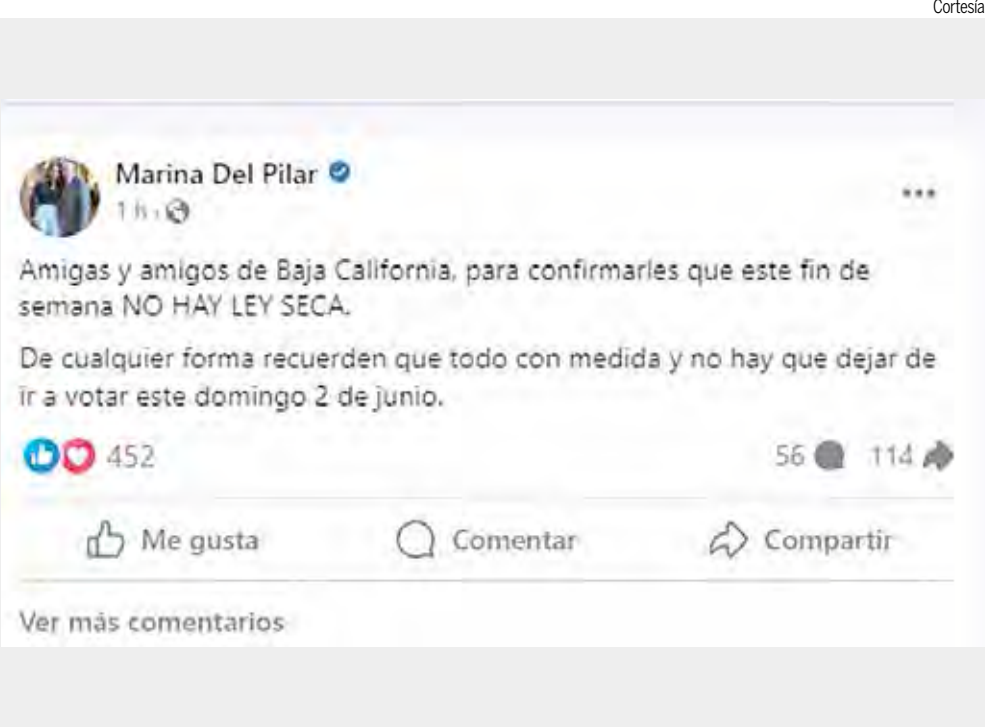 Cortesía
Marina Del Pilar
1 h ·
...
Amigas y amigos de Baja California, para confirmarles que este fin de
semana NO HAY LEY SECA.
De cualquier forma recuerden que todo con medida y no hay que dejar de
ir a votar este domingo 2 de junio.
452
56 114
Me gusta Comentar Compartir
Ver más comentarios